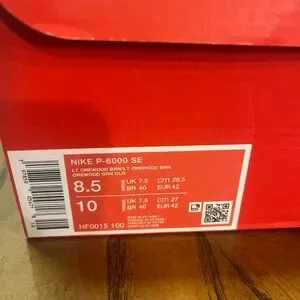 NIKE P-6000 SE
LT OREWOOD BRN/LT OREWOOD BRN
OREWOOD BRN CLR
8.5 UK 7.5 CM 26.5
BR 40 EUR 42
10 UK 7.5 CM 27
BR 40 EUR 42
HF0015 100